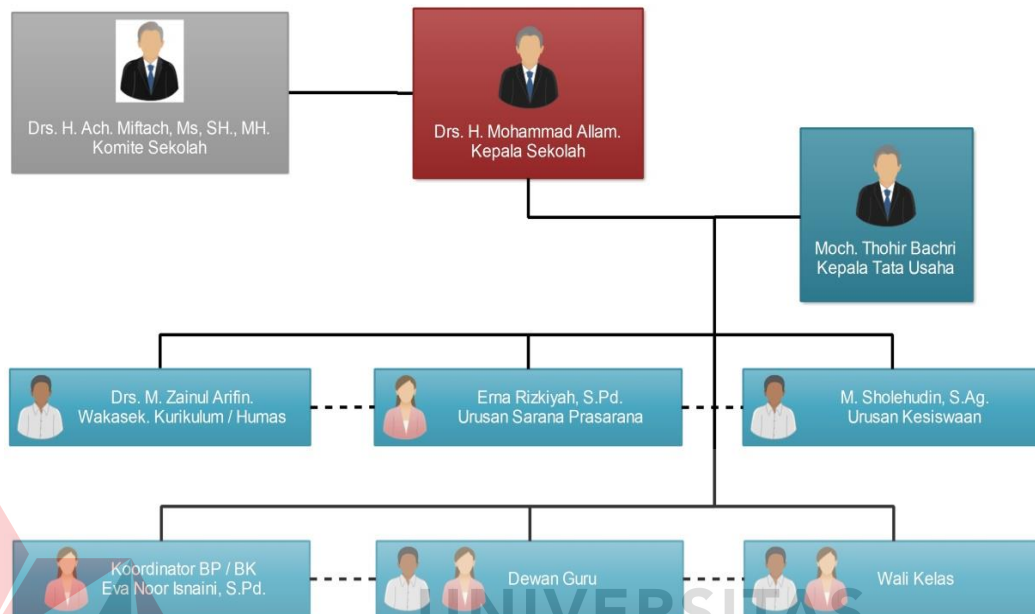 Drs. H. Ach. Miftach, Ms, SH., MH.
Komite Sekolah
Drs. H. Mohammad Allam.
Kepala Sekolah
Moch. Thohir Bachri
Kepala Tata Usaha
Drs. M. Zainul Arifin.
Wakasek. Kurikulum / Humas
Erna Rizkiyah, S.Pd.
Urusan Sarana Prasarana
M. Sholehudin, S.Ag.
Urusan Kesiswaan
Koordinator BP / BK
Eva Noor Isnaini, S.Pd.
Dewan Guru
Wali Kelas
UNIVERSITAS